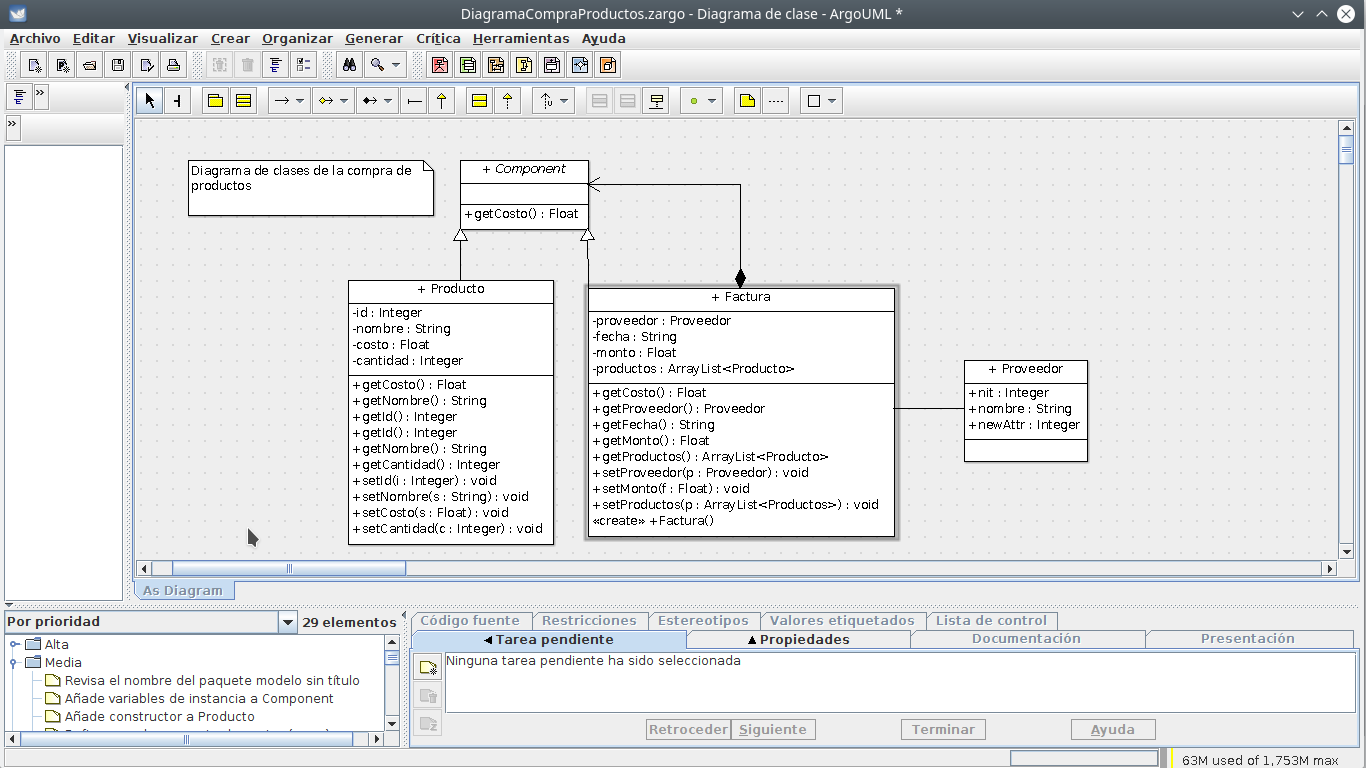 DiagramaCompraProductos.zargo - Diagrama de clase - ArgoUML *
Archivo Editar Visualizar Crear Organizar Generar Crítica Herramientas Ayuda
Diagrama de clases de la compra de
productos
+ Component
+getCosto() : Float
+ Producto
-id : Integer
-nombre : String
-costo : Float
-cantidad : Integer
+getCosto() : Float
+getNombre() : String
+getId() : Integer
+getId() : Integer
+getNombre() : String
+getCantidad() : Integer
+setId(i : Integer) : void
+setNombre(s : String) : void
+setCosto(s : Float) : void
+setCantidad(c : Integer) : void
+ Factura
-proveedor : Proveedor
-fecha : String
-monto : Float
-productos : ArrayList<Producto>
+getCosto() : Float
+getProveedor() : Proveedor
+getFecha() : String
+getMonto() : Float
+getProductos() : ArrayList<Producto>
+setProveedor(p : Proveedor) : void
+setMonto(f : Float) : void
+setProductos(p : ArrayList<Productos>) : void
«create» +Factura()
+ Proveedor
+nit : Integer
+nombre : String
+newAttr : Integer
As Diagram
Por prioridad 29 elementos
Alta
Media
Revisa el nombre del paquete modelo sin título
Añade variables de instancia a Component
Añade constructor a Producto
Código fuente Restricciones Estereotipos Valores etiquetados Lista de control
Tarea pendiente Propiedades Documentación Presentación
Ninguna tarea pendiente ha sido seleccionada
Retroceder Siguiente Terminar Ayuda
63M used of 1,753M max